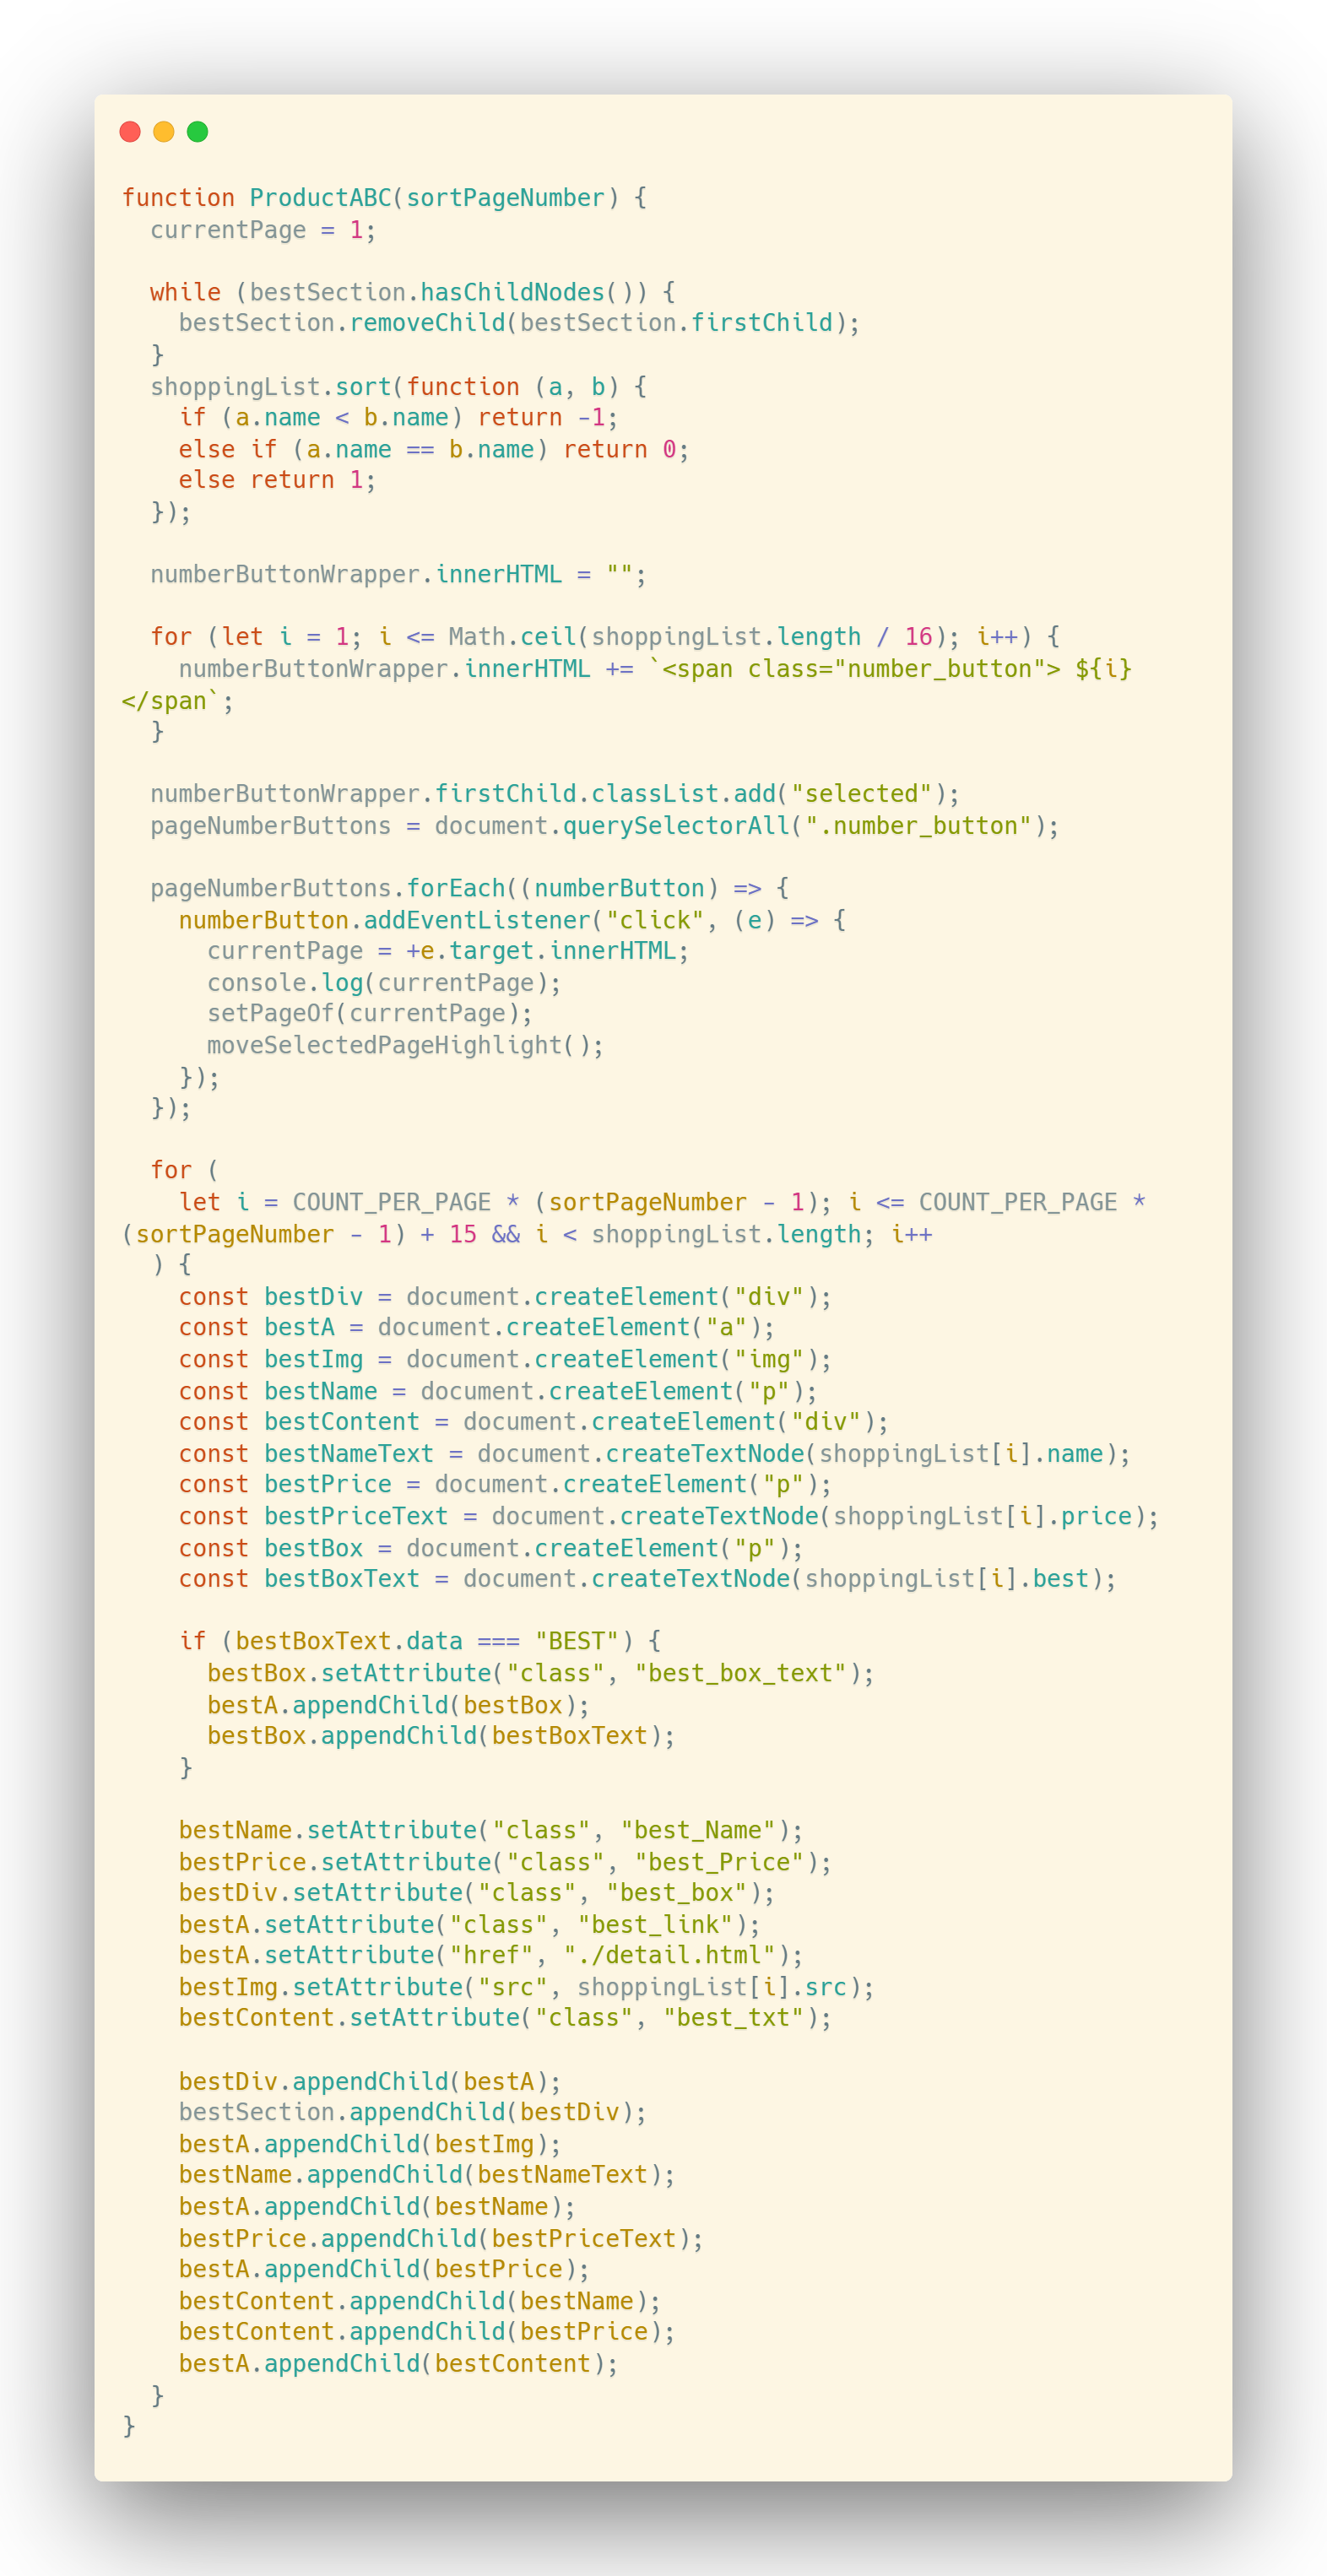 function ProductABC(sortPageNumber) {
  currentPage = 1;

  while (bestSection.hasChildNodes()) {
    bestSection.removeChild(bestSection.firstChild);
  }
  shoppingList.sort(function (a, b) {
    if (a.name < b.name) return -1;
    else if (a.name == b.name) return 0;
    else return 1;
  });

  numberButtonWrapper.innerHTML = "";

  for (let i = 1; i <= Math.ceil(shoppingList.length / 16); i++) {
    numberButtonWrapper.innerHTML += `<span class="number_button"> ${i}
</span`;
  }

  numberButtonWrapper.firstChild.classList.add("selected");
  pageNumberButtons = document.querySelectorAll(".number_button");

  pageNumberButtons.forEach((numberButton) => {
    numberButton.addEventListener("click", (e) => {
      currentPage = +e.target.innerHTML;
      console.log(currentPage);
      setPageOf(currentPage);
      moveSelectedPageHighlight();
    });
  });

  for (
    let i = COUNT_PER_PAGE * (sortPageNumber - 1); i <= COUNT_PER_PAGE *
(sortPageNumber - 1) + 15 && i < shoppingList.length; i++
  ) {
    const bestDiv = document.createElement("div");
    const bestA = document.createElement("a");
    const bestImg = document.createElement("img");
    const bestName = document.createElement("p");
    const bestContent = document.createElement("div");
    const bestNameText = document.createTextNode(shoppingList[i].name);
    const bestPrice = document.createElement("p");
    const bestPriceText = document.createTextNode(shoppingList[i].price);
    const bestBox = document.createElement("p");
    const bestBoxText = document.createTextNode(shoppingList[i].best);

    if (bestBoxText.data === "BEST") {
      bestBox.setAttribute("class", "best_box_text");
      bestA.appendChild(bestBox);
      bestBox.appendChild(bestBoxText);
    }

    bestName.setAttribute("class", "best_Name");
    bestPrice.setAttribute("class", "best_Price");
    bestDiv.setAttribute("class", "best_box");
    bestA.setAttribute("class", "best_link");
    bestA.setAttribute("href", "./detail.html");
    bestImg.setAttribute("src", shoppingList[i].src);
    bestContent.setAttribute("class", "best_txt");

    bestDiv.appendChild(bestA);
    bestSection.appendChild(bestDiv);
    bestA.appendChild(bestImg);
    bestName.appendChild(bestNameText);
    bestA.appendChild(bestName);
    bestPrice.appendChild(bestPriceText);
    bestA.appendChild(bestPrice);
    bestContent.appendChild(bestName);
    bestContent.appendChild(bestPrice);
    bestA.appendChild(bestContent);
  }
}